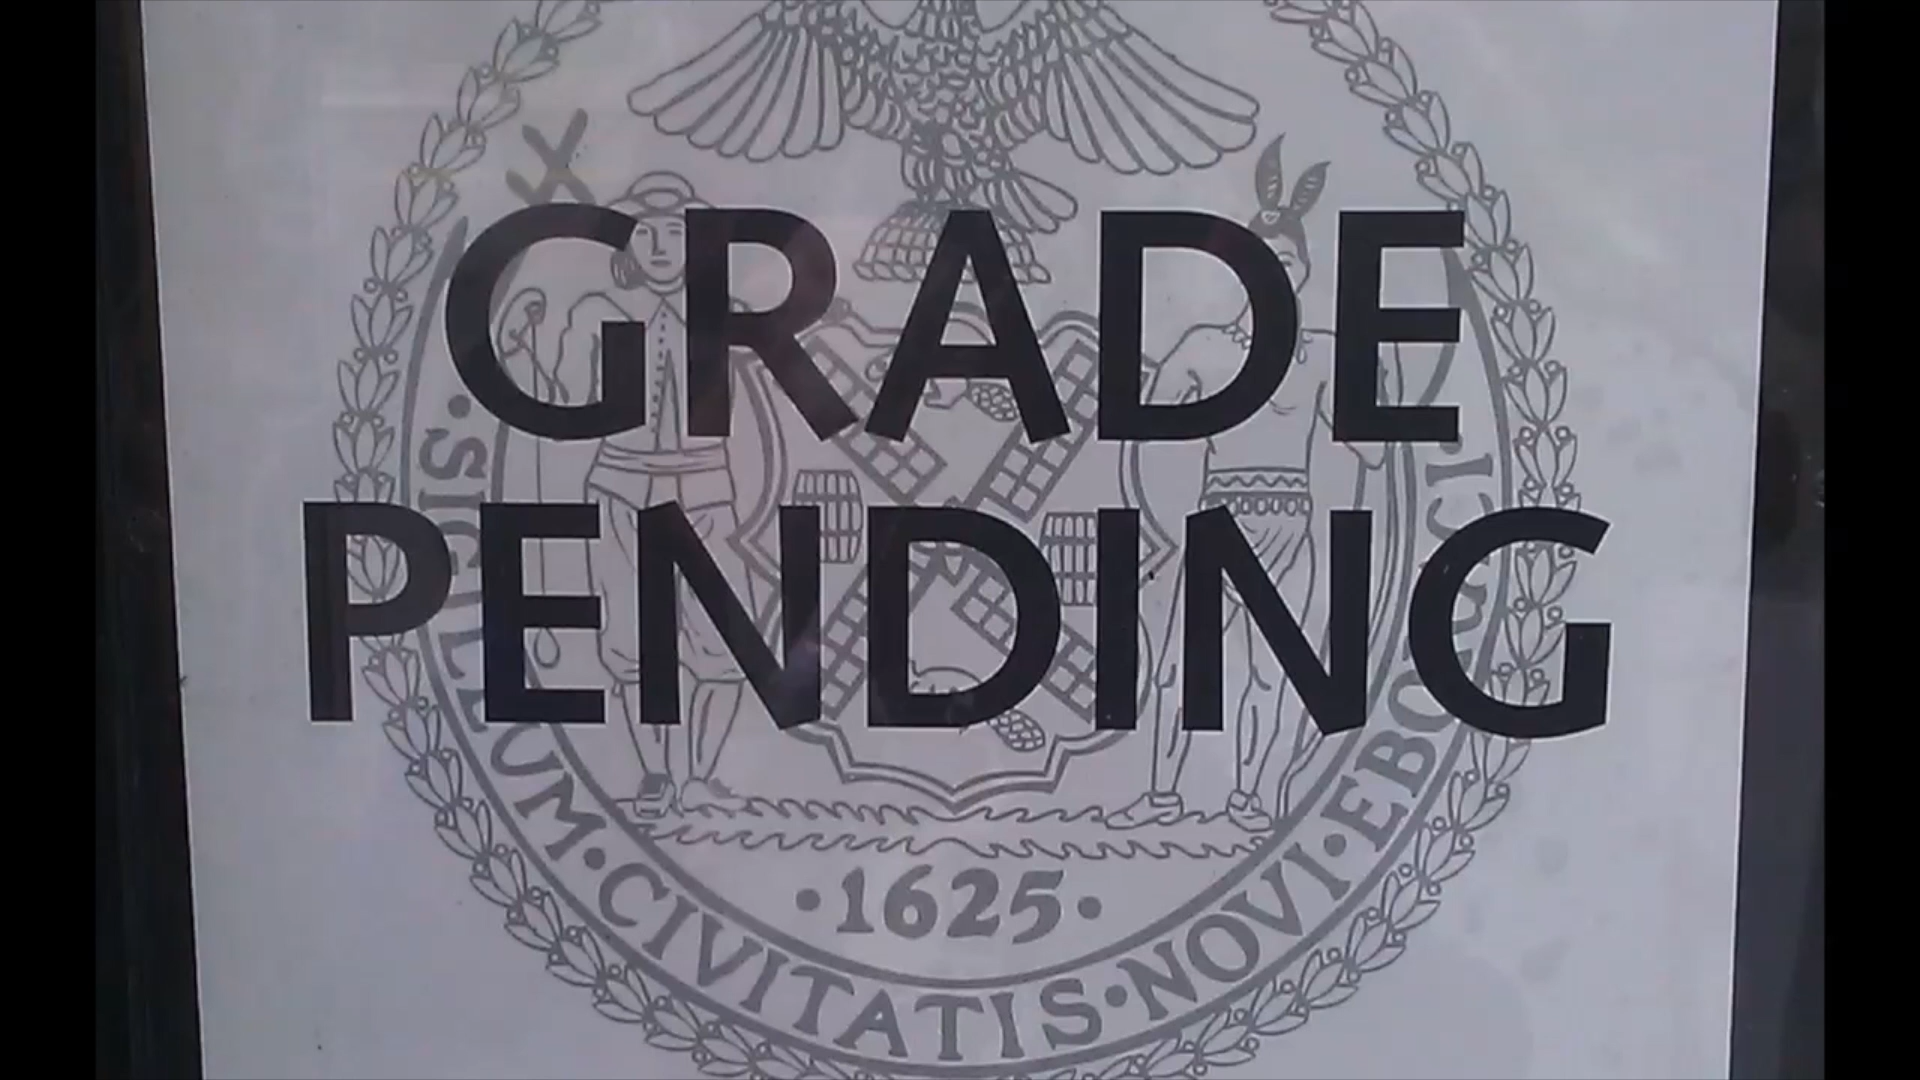 GRADE
PENDING
·1625·
·SIGILLUM·CIVITATIS·NOVI·EBORACI·